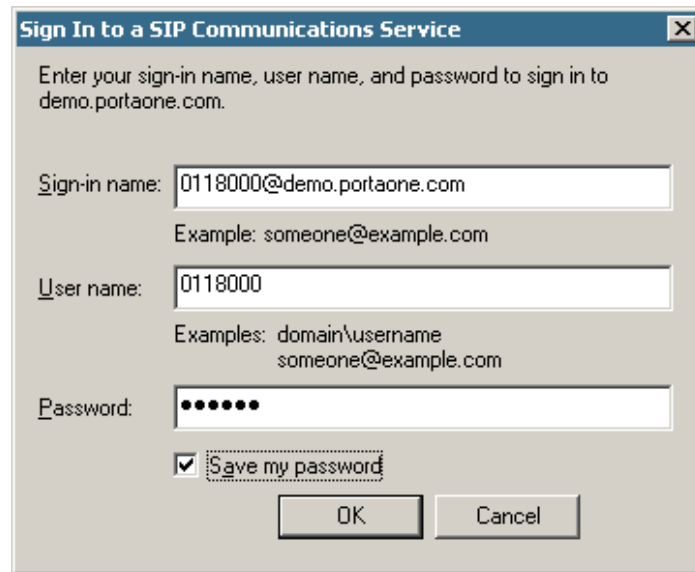 Sign In to a SIP Communications Service
Enter your sign-in name, user name, and password to sign in to
demo.portaone.com.
Sign-in name: 0118000@demo.portaone.com
Example: someone@example.com
User name: 0118000
Examples: domain\username
someone@example.com
Password: ●●●●●●
Save my password
OK Cancel